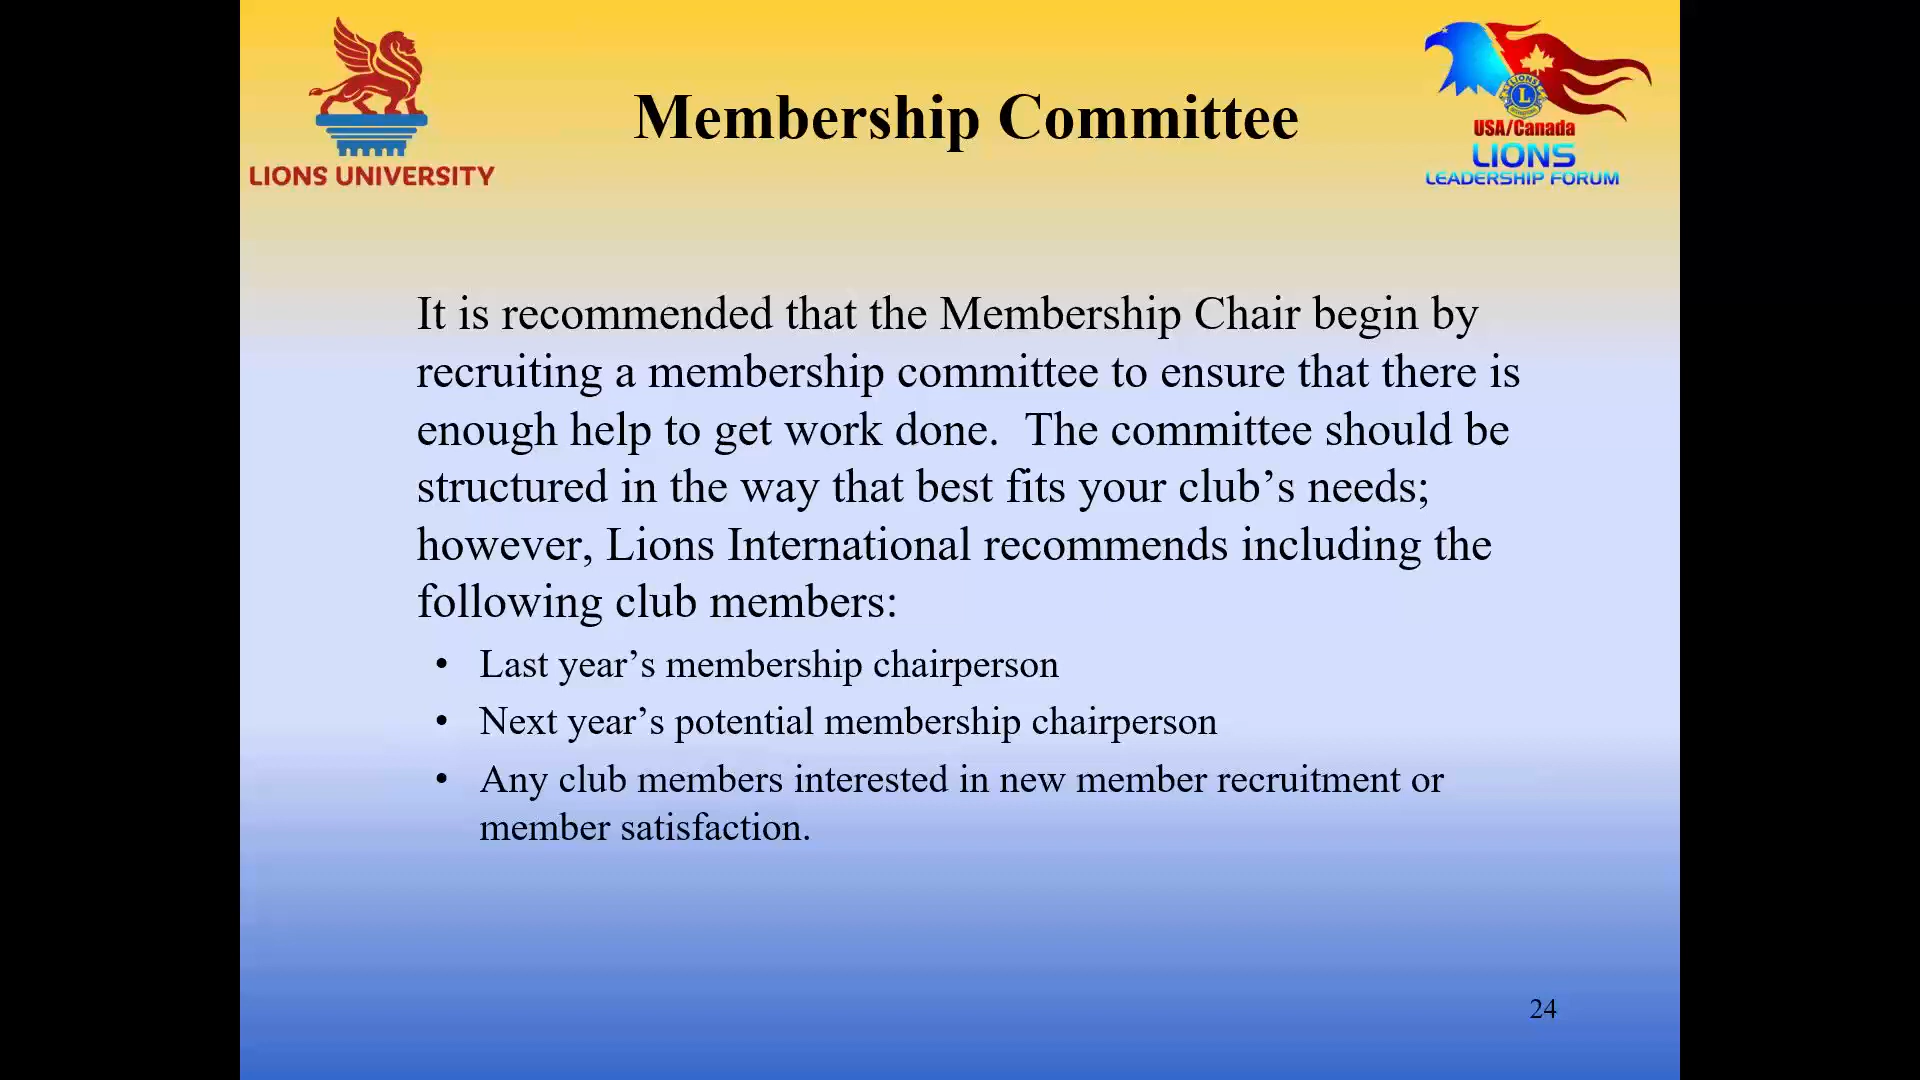 LIONS UNIVERSITY
Membership Committee
LIONS
L
USA/Canada
LIONS
LEADERSHIP FORUM
It is recommended that the Membership Chair begin by
recruiting a membership committee to ensure that there is
enough help to get work done.  The committee should be
structured in the way that best fits your club’s needs;
however, Lions International recommends including the
following club members:
• Last year’s membership chairperson
• Next year’s potential membership chairperson
• Any club members interested in new member recruitment or
member satisfaction.
24